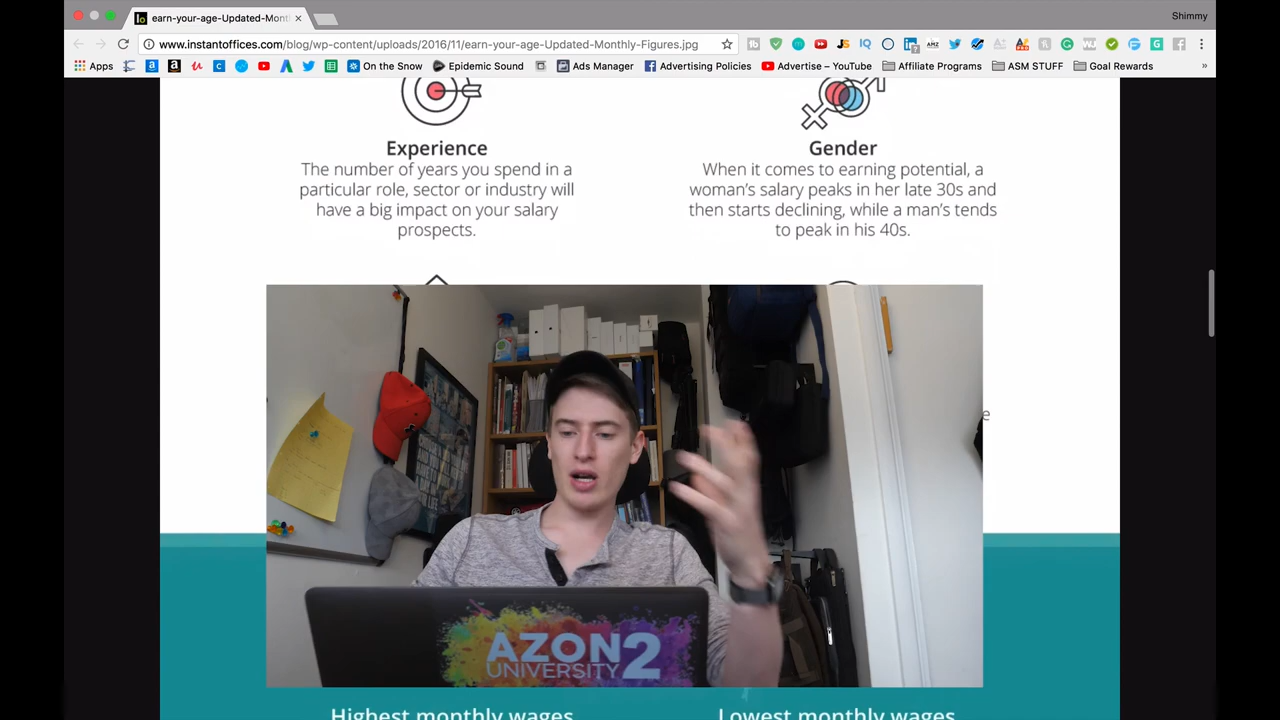 earn-your-age-Updated-Mont
Shimmy
www.instantoffices.com/blog/wp-content/uploads/2016/11/earn-your-age-Updated-Monthly-Figures.jpg
Apps
On the Snow
Epidemic Sound
Ads Manager
Advertising Policies
Advertise – YouTube
Affiliate Programs
ASM STUFF
Goal Rewards
»
Experience
The number of years you spend in a
particular role, sector or industry will
have a big impact on your salary
prospects.
Gender
When it comes to earning potential, a
woman's salary peaks in her late 30s and
then starts declining, while a man's tends
to peak in his 40s.
e
AZON2
UNIVERSITY
Highest monthly wages
Lowest monthly wages